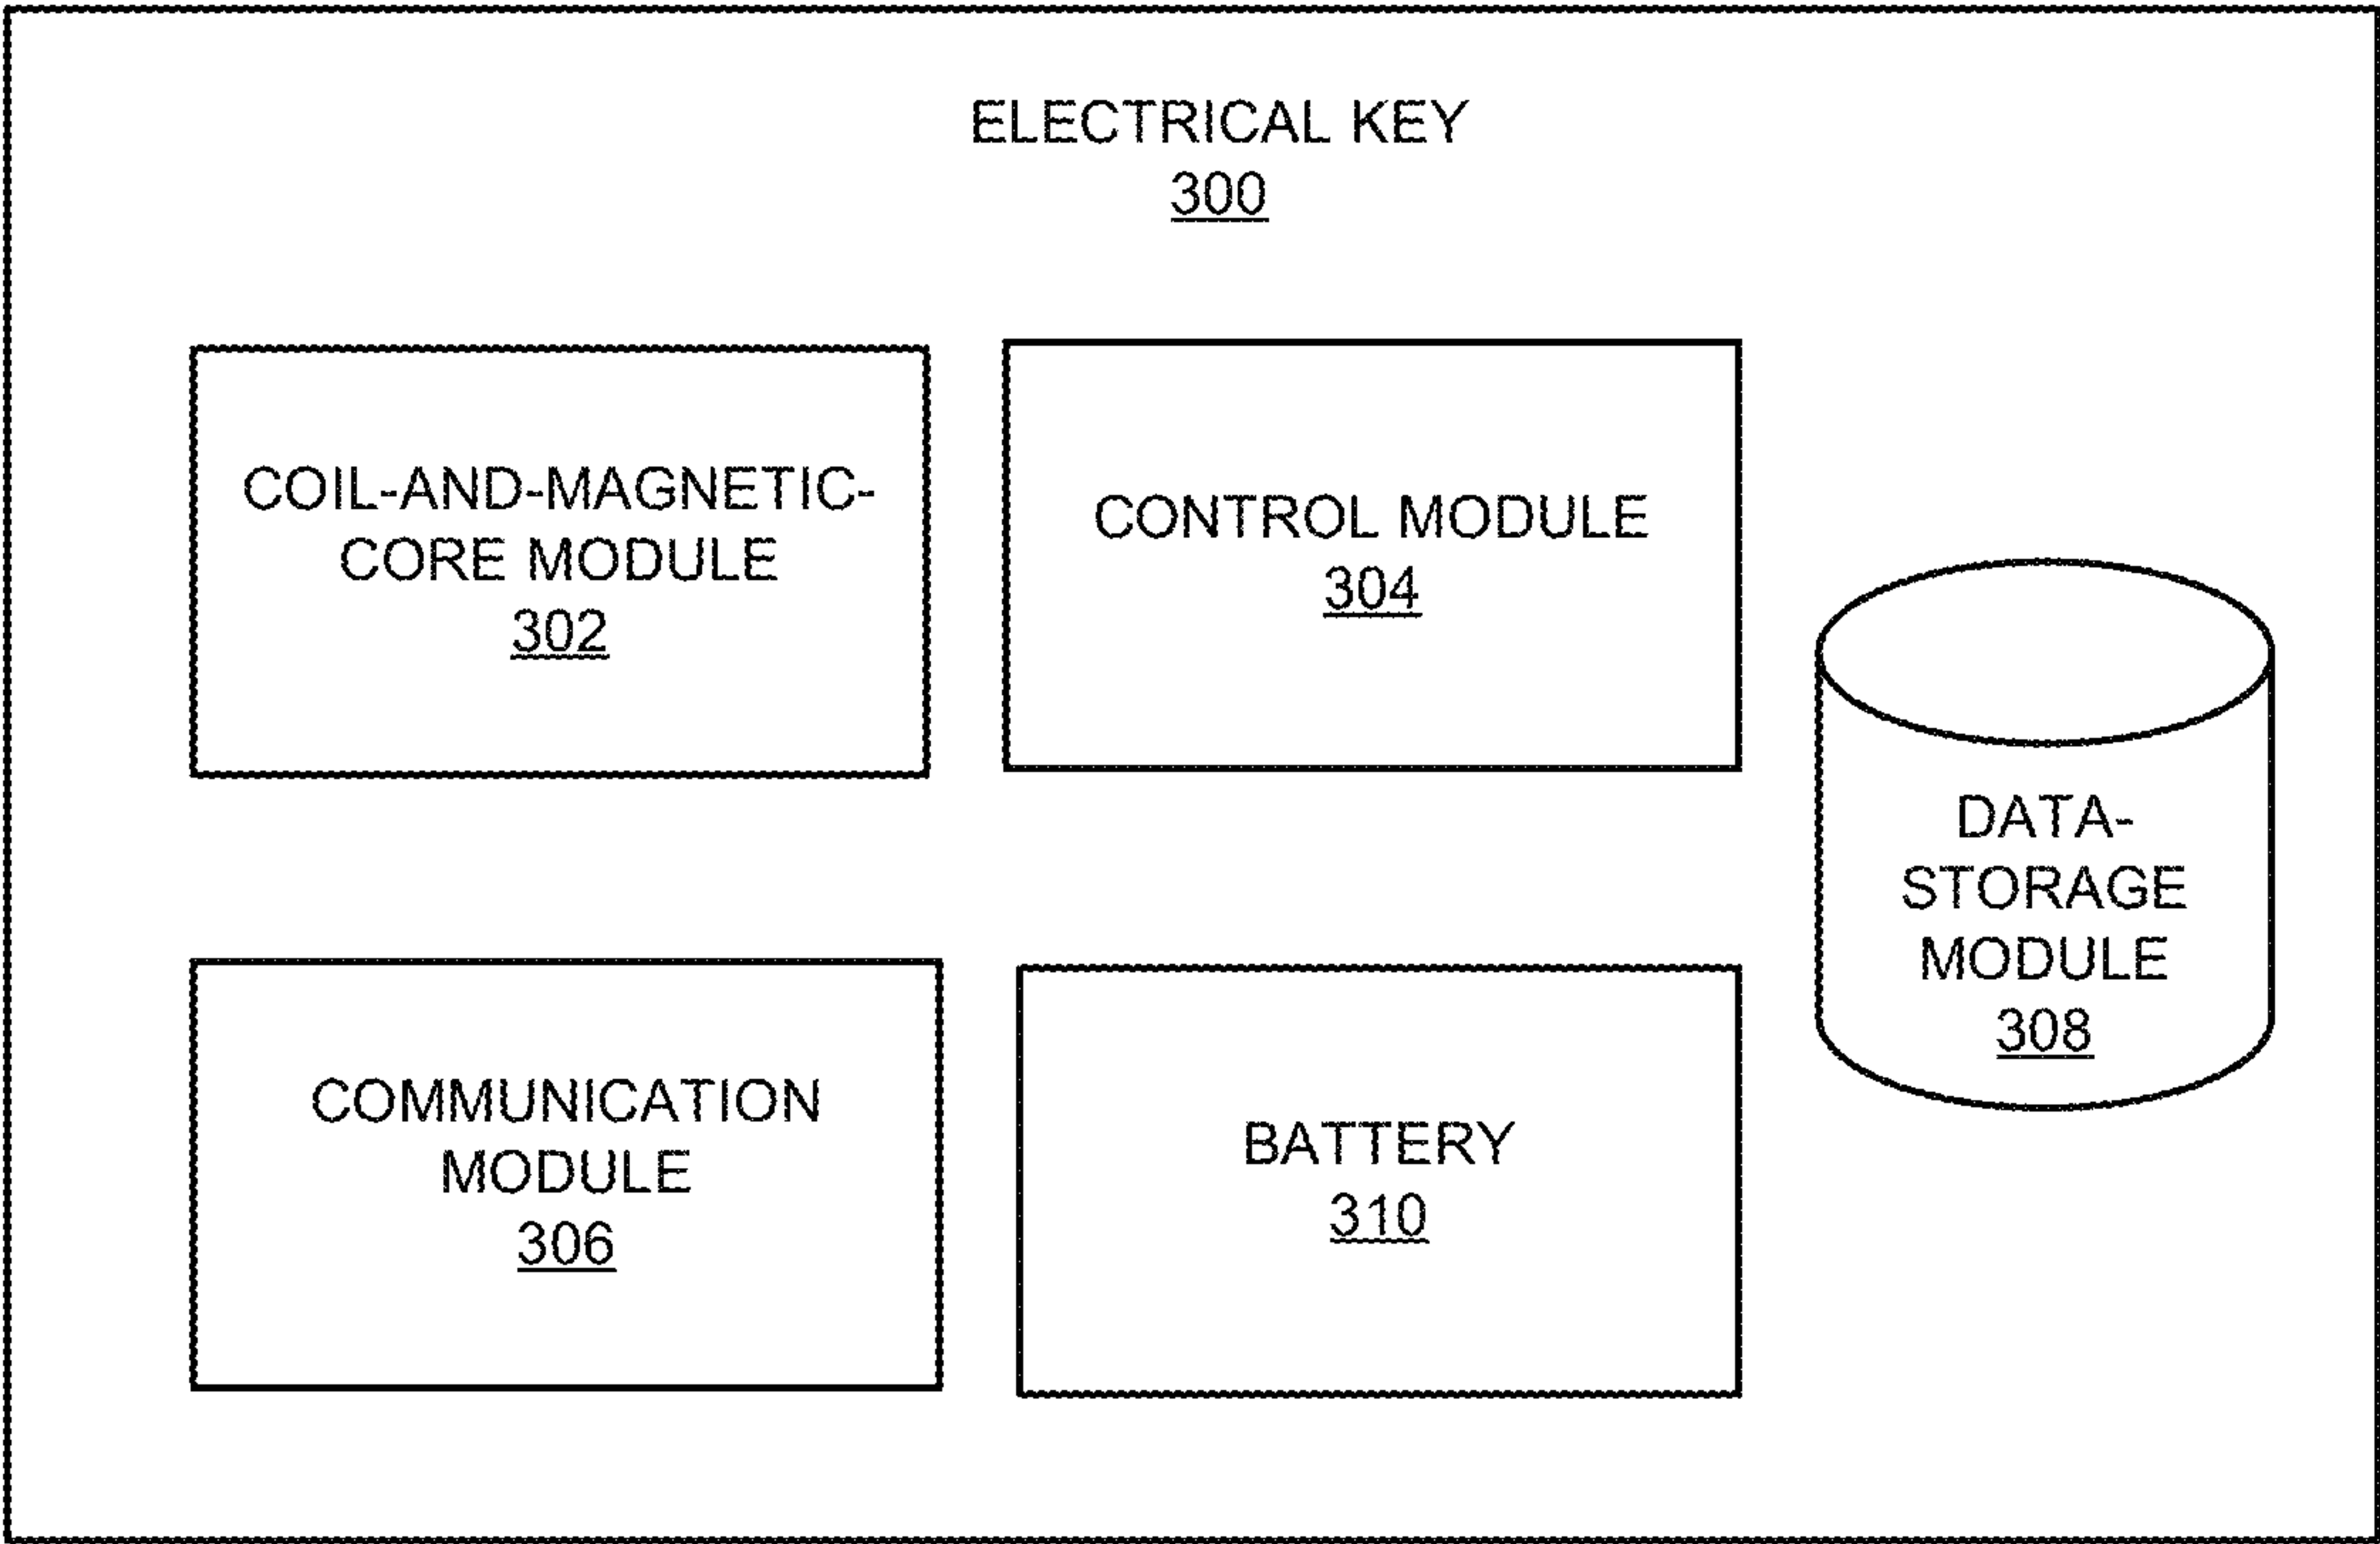 ELECTRICAL KEY
300
COIL-AND-MAGNETIC-
CORE MODULE
302
CONTROL MODULE
304
COMMUNICATION
MODULE
306
BATTERY
310
DATA-
STORAGE
MODULE
308